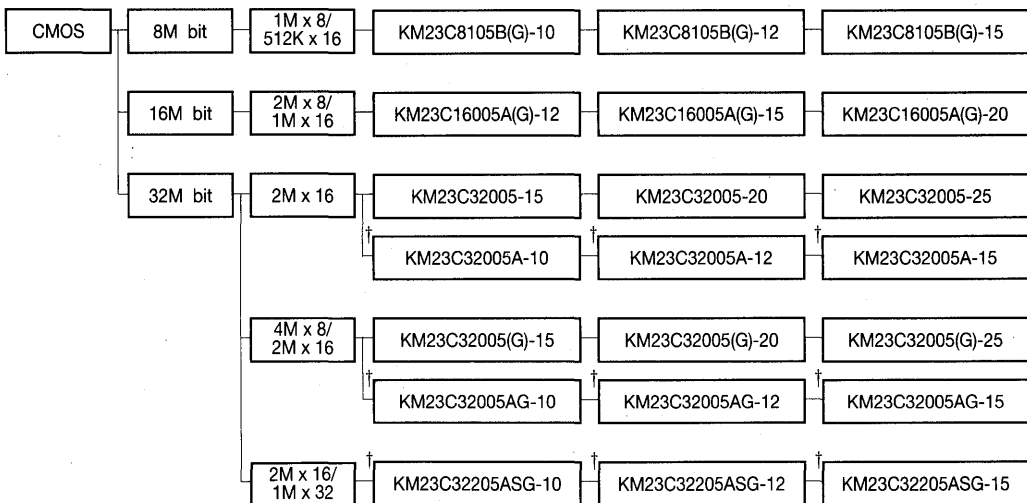 CMOS 8M bit 1M x 8/ 512K x 16 KM23C8105B(G)-10 KM23C8105B(G)-12 KM23C8105B(G)-15
16M bit 2M x 8/ 1M x 16 KM23C16005A(G)-12 KM23C16005A(G)-15 KM23C16005A(G)-20
32M bit 2M x 16 KM23C32005-15 KM23C32005-20 KM23C32005-25
† KM23C32005A-10 † KM23C32005A-12 † KM23C32005A-15
4M x 8/ 2M x 16 KM23C32005(G)-15 KM23C32005(G)-20 KM23C32005(G)-25
† KM23C32005AG-10 † KM23C32005AG-12 † KM23C32005AG-15
2M x 16/ 1M x 32 † KM23C32205ASG-10 † KM23C32205ASG-12 † KM23C32205ASG-15